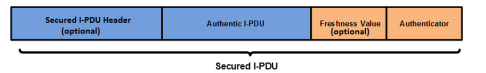 Secured I-PDU Header
(optional)
Authentic I-PDU
Freshness Value
(optional)
Authenticator
Secured I-PDU